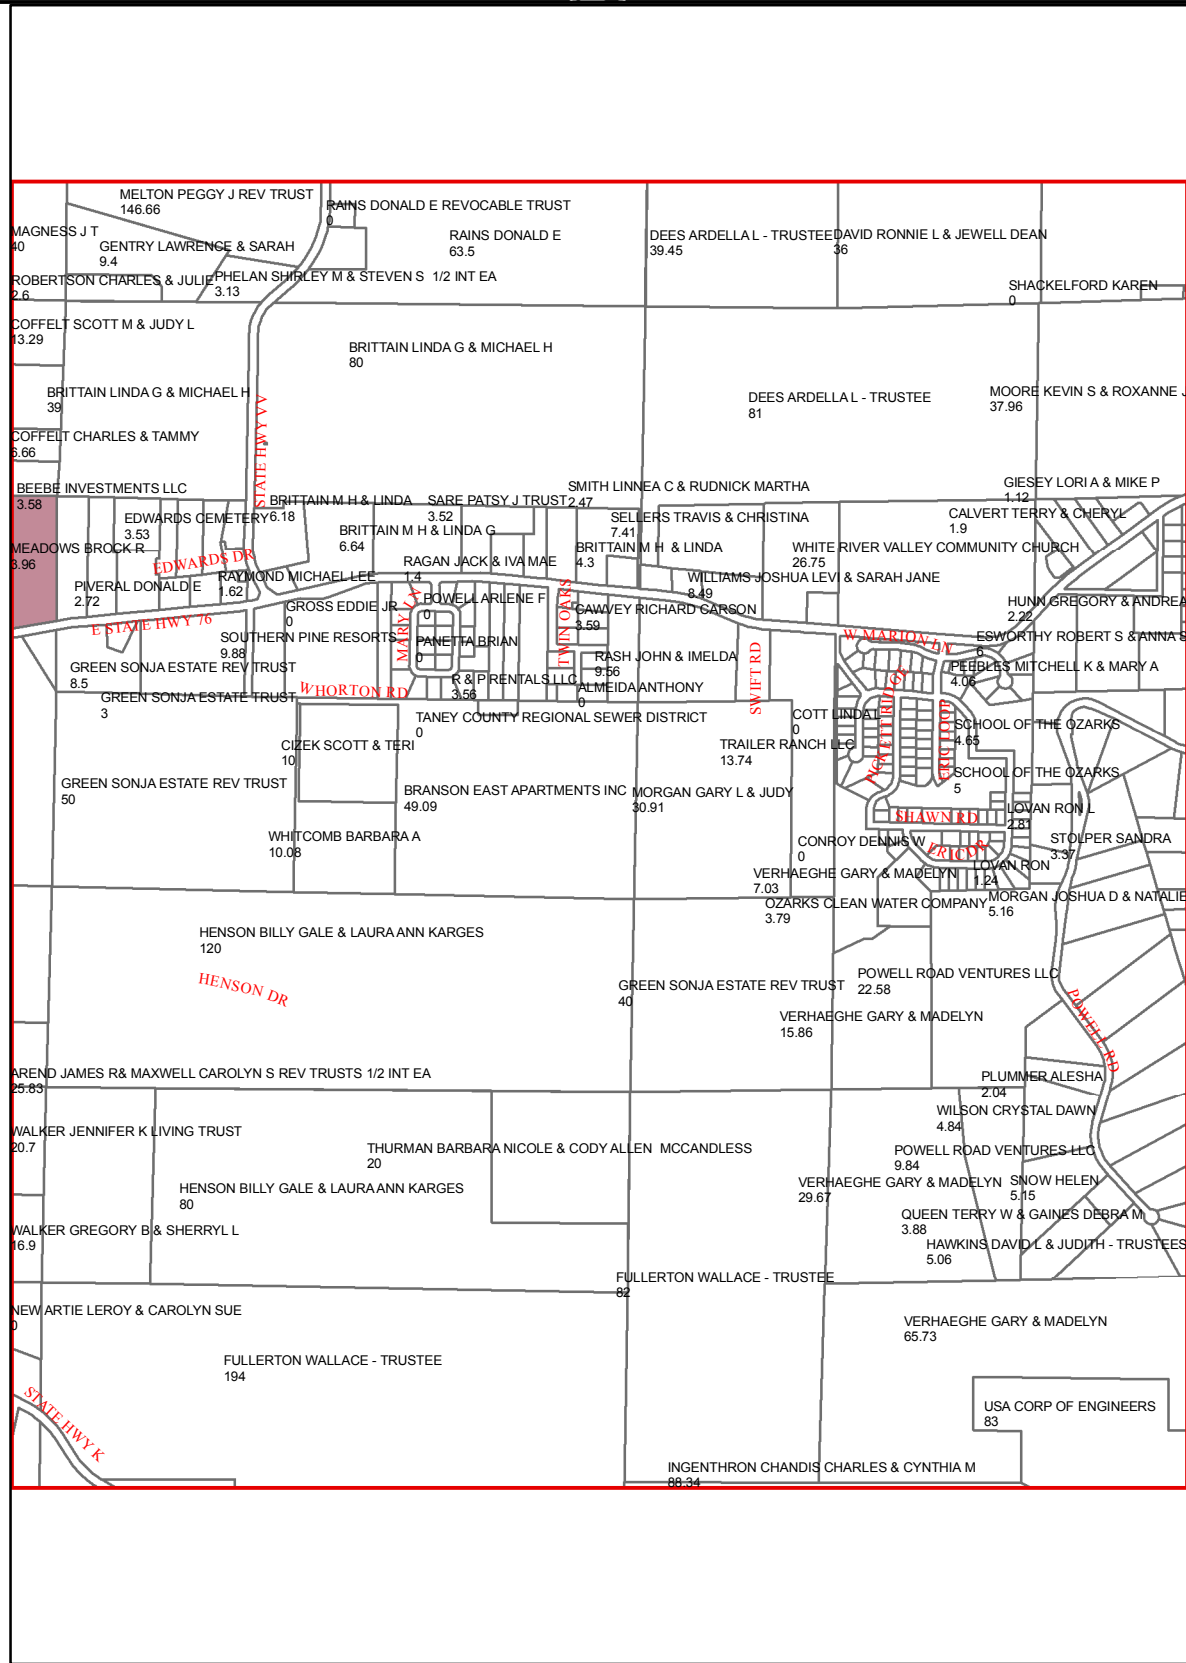 MELTON PEGGY J REV TRUST
146.66
RAINS DONALD E REVOCABLE TRUST
0
MAGNESS J T
40
GENTRY LAWRENCE & SARAH
9.4
RAINS DONALD E
63.5
DEES ARDELLA L - TRUSTEE
39.45
DAVID RONNIE L & JEWELL DEAN
36
ROBERTSON CHARLES & JULIE
2.6
PHELAN SHIRLEY M & STEVEN S 1/2 INT EA
3.13
SHACKELFORD KAREN
0
COFFELT SCOTT M & JUDY L
13.29
BRITTAIN LINDA G & MICHAEL H
80
BRITTAIN LINDA G & MICHAEL H
39
DEES ARDELLA L - TRUSTEE
81
MOORE KEVIN S & ROXANNE J
37.96
STATE HWY VV
COFFELT CHARLES & TAMMY
6.66
BEEBE INVESTMENTS LLC
3.58
BRITTAIN M H & LINDA
6.18
SARE PATSY J TRUST
3.52
SMITH LINNEA C & RUDNICK MARTHA
2.47
GIESEY LORI A & MIKE P
1.12
EDWARDS CEMETERY
3.53
BRITTAIN M H & LINDA G
6.64
SELLERS TRAVIS & CHRISTINA
7.41
CALVERT TERRY & CHERYL
1.9
MEADOWS BROCK R
3.96
EDWARDS DR
RAGAN JACK & IVA MAE
1.4
BRITTAIN M H & LINDA
4.3
WHITE RIVER VALLEY COMMUNITY CHURCH
26.75
PIVERAL DONALD E
2.72
RAYMOND MICHAEL LEE
1.62
WILLIAMS JOSHUA LEVI & SARAH JANE
8.49
GROSS EDDIE JR
0
MARY LN
POWELL ARLENE F
0
TWIN OAKS
CAWVEY RICHARD CARSON
3.59
HUNN GREGORY & ANDREA
2.22
E STATE HWY 76
SOUTHERN PINE RESORTS
9.88
PANETTA BRIAN
0
W MARION LN
ESWORTHY ROBERT S & ANNA S
6
GREEN SONJA ESTATE REV TRUST
8.5
RASH JOHN & IMELDA
9.56
SWIFT RD
PEEBLES MITCHELL K & MARY A
4.06
GREEN SONJA ESTATE TRUST
3
WHORTON RD
R & P RENTALS LLC
3.56
ALMEIDA ANTHONY
0
TANEY COUNTY REGIONAL SEWER DISTRICT
0
COTT LINDA L
0
PICKETT RIDGE
ERIC LOOP
SCHOOL OF THE OZARKS
4.65
CIZEK SCOTT & TERI
10
TRAILER RANCH LLC
13.74
SCHOOL OF THE OZARKS
5
GREEN SONJA ESTATE REV TRUST
50
BRANSON EAST APARTMENTS INC
49.09
MORGAN GARY L & JUDY
30.91
SHAWN RD
LOVAN RON L
2.81
WHITCOMB BARBARA A
10.08
CONROY DENNIS W
0
ERIC DR
STOLPER SANDRA
3.37
VERHAEGHE GARY & MADELYN
7.03
LOVAN RON
1.24
OZARKS CLEAN WATER COMPANY
3.79
MORGAN JOSHUA D & NATALIE
5.16
HENSON BILLY GALE & LAURA ANN KARGES
120
HENSON DR
GREEN SONJA ESTATE REV TRUST
40
POWELL ROAD VENTURES LLC
22.58
POWELL RD
VERHAEGHE GARY & MADELYN
15.86
AREND JAMES R& MAXWELL CAROLYN S REV TRUSTS 1/2 INT EA
25.83
PLUMMER ALESHA
2.04
WILSON CRYSTAL DAWN
4.84
WALKER JENNIFER K LIVING TRUST
20.7
THURMAN BARBARA NICOLE & CODY ALLEN MCCANDLESS
20
POWELL ROAD VENTURES LLC
9.84
HENSON BILLY GALE & LAURA ANN KARGES
80
VERHAEGHE GARY & MADELYN
29.67
SNOW HELEN
5.15
QUEEN TERRY W & GAINES DEBRA M
3.88
WALKER GREGORY B & SHERRYL L
16.9
HAWKINS DAVID L & JUDITH - TRUSTEES
5.06
FULLERTON WALLACE - TRUSTEE
82
NEW ARTIE LEROY & CAROLYN SUE
0
VERHAEGHE GARY & MADELYN
65.73
FULLERTON WALLACE - TRUSTEE
194
STATE HWY K
USA CORP OF ENGINEERS
83
INGENTHRON CHANDIS CHARLES & CYNTHIA M
88.34